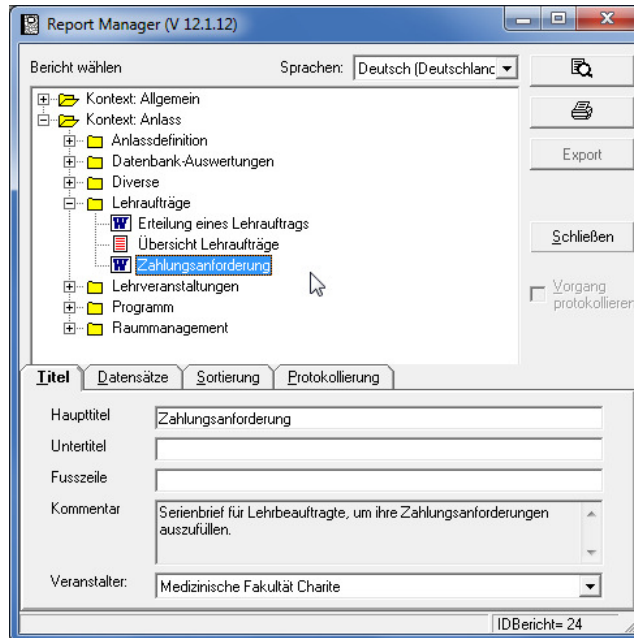 Report Manager (V 12.1.12)
Bericht wählen
Sprachen: Deutsch (Deutschlanc
Kontext: Allgemein
Kontext: Anlass
Anlassdefinition
Datenbank-Auswertungen
Diverse
Lehraufträge
Erteilung eines Lehrauftrags
Übersicht Lehraufträge
Zahlungsanforderung
Lehrveranstaltungen
Programm
Raummanagement
Export
Schließen
Vorgang
protokollieren
Titel Datensätze Sortierung Protokollierung
Haupttitel Zahlungsanforderung
Untertitel
Fusszeile
Kommentar Serienbrief für Lehrbeauftragte, um ihre Zahlungsanforderungen
auszufüllen.
Veranstalter: Medizinische Fakultät Charite
IDBericht= 24